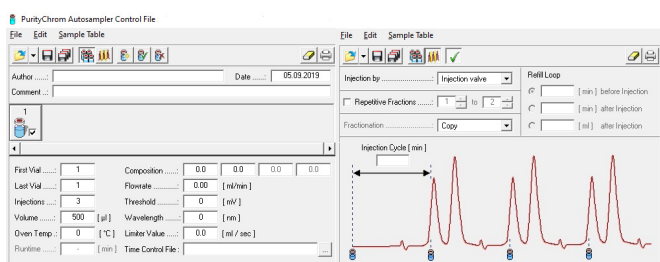 PurityChrom Autosampler Control File
File Edit Sample Table
Author .....:
Date .....: 05.09.2019
Comment ..:
1
First Vial .....: 1
Composition .....: 0.0 0.0 0.0 0.0
Last Vial .....: 1
Flowrate .....: 0.00 [ml/min ]
Injections ....: 3
Threshold .....: 0 [ mV ]
Volume ......: 500 [ µl ]
Wavelength .....: 0 [ nm ]
Oven Temp .: 0 [ °C ]
Limiter Value .....: 0.0 [ ml / sec ]
Runtime .....: - [ min ]
Time Control File : ...
File Edit Sample Table
Injection by ....................: Injection valve
Repetitive Fractions ......: 1 to 2
Fractionation ....................: Copy
Refill Loop
[ min ] before Injection
[ min ] after Injection
[ ml ] after Injection
Injection Cycle [ min ]